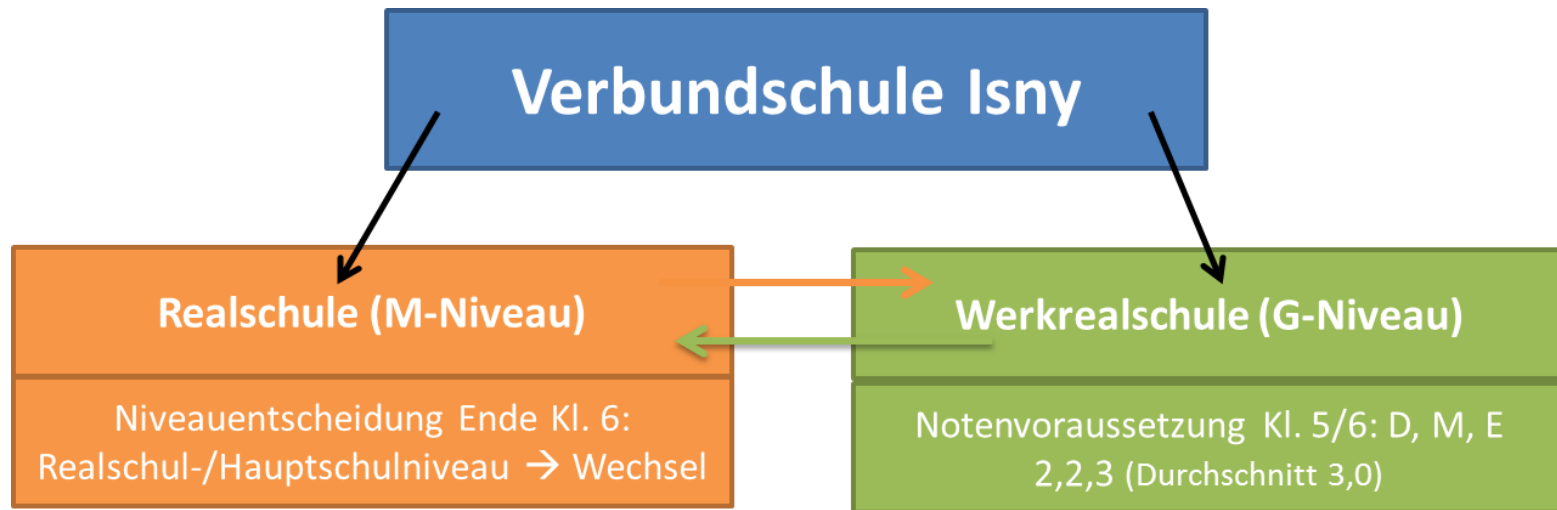 Verbundschule Isny
Realschule (M-Niveau)
Niveauentscheidung Ende Kl. 6:
Realschul-/Hauptschulniveau → Wechsel
Werkrealschule (G-Niveau)
Notenvoraussetzung Kl. 5/6: D, M, E
2,2,3 (Durchschnitt 3,0)